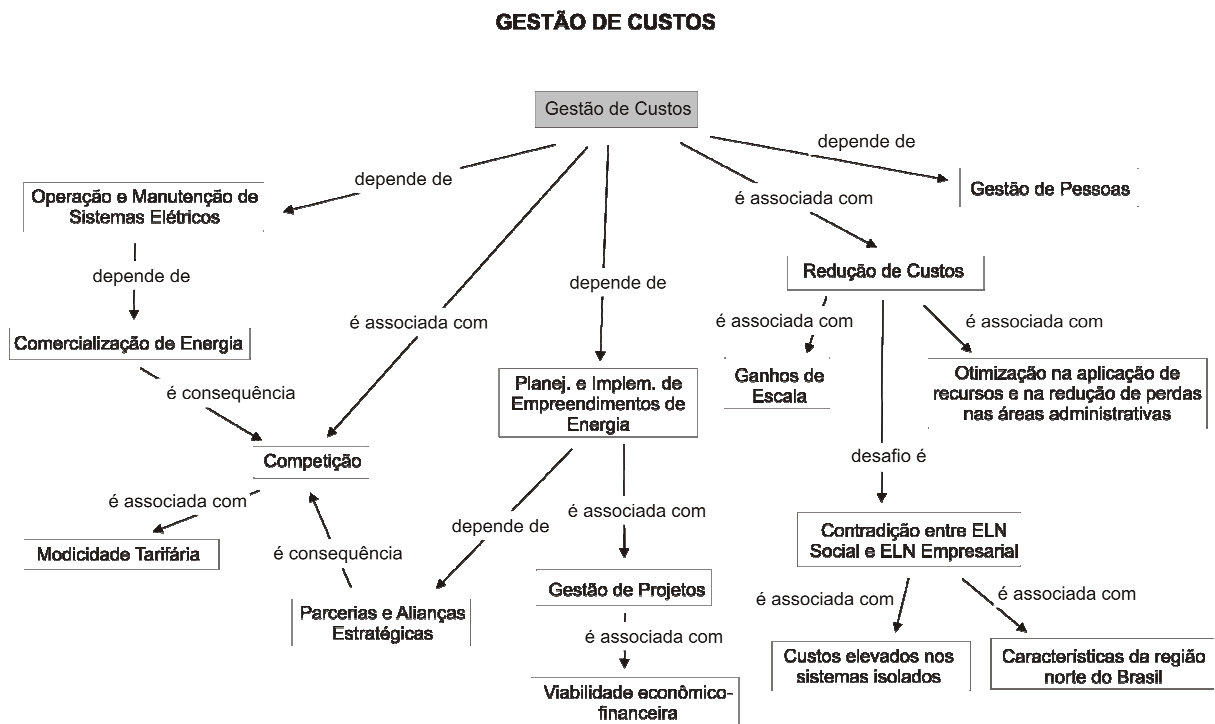 GESTÃO DE CUSTOS
Gestão de Custos
depende de
depende de
Operação e Manutenção de
Sistemas Elétricos
Gestão de Pessoas
é associada com
Redução de Custos
depende de
depende de
é associada com
é associada com
é associada com
Comercialização de Energia
Planej. e Implem. de
Empreendimentos de
Energia
Ganhos de
Escala
Otimização na aplicação de
recursos e na redução de perdas
nas áreas administrativas
é consequência
Competição
desafio é
é associada com
depende de
é associada com
Contradição entre ELN
Social e ELN Empresarial
Modicidade Tarifária
é consequência
Gestão de Projetos
é associada com
é associada com
Parcerias e Alianças
Estratégicas
é associada com
Custos elevados nos
sistemas isolados
Características da região
norte do Brasil
Viabilidade econômico-
financeira